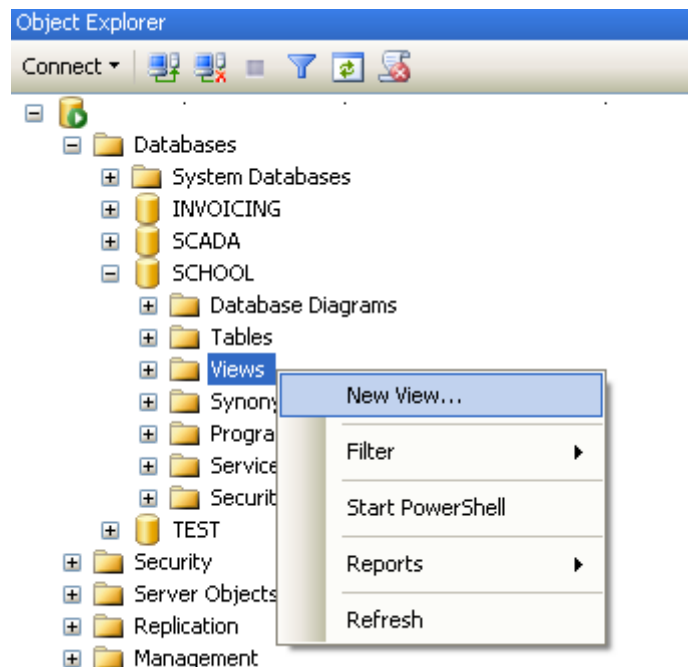 Object Explorer
Connect
Databases
System Databases
INVOICING
SCADA
SCHOOL
Database Diagrams
Tables
Views
New View...
Synony
Progra
Filter
Service
Securit
Start PowerShell
TEST
Security
Reports
Server Objects
Replication
Refresh
Management